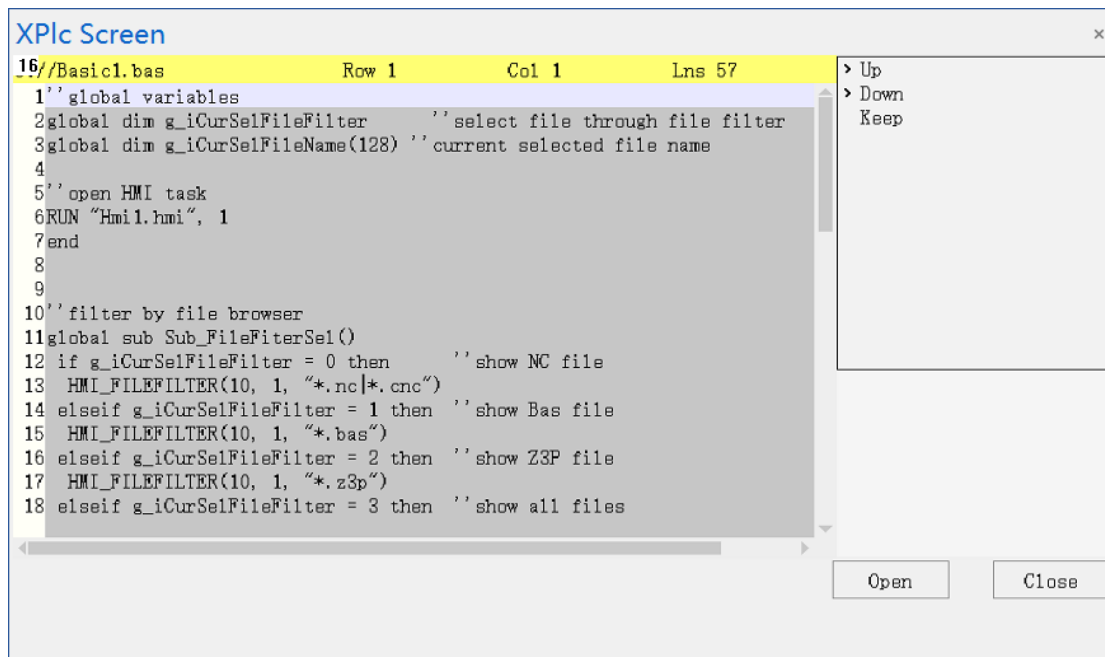 XPlc Screen
×
16//Basic1.bas Row 1 Col 1 Lns 57
1''global variables
2global dim g_iCurSelFileFilter ''select file through file filter
3global dim g_iCurSelFileName(128) ''current selected file name
4
5''open HMI task
6RUN "Hmi1.hmi", 1
7end
8
9
10''filter by file browser
11global sub Sub_FileFiterSel()
12 if g_iCurSelFileFilter = 0 then ''show NC file
13 HMI_FILEFILTER(10, 1, "*.nc|*.cnc")
14 elseif g_iCurSelFileFilter = 1 then ''show Bas file
15 HMI_FILEFILTER(10, 1, "*.bas")
16 elseif g_iCurSelFileFilter = 2 then ''show Z3P file
17 HMI_FILEFILTER(10, 1, "*.z3p")
18 elseif g_iCurSelFileFilter = 3 then ''show all files
> Up
> Down
Keep
Open
Close